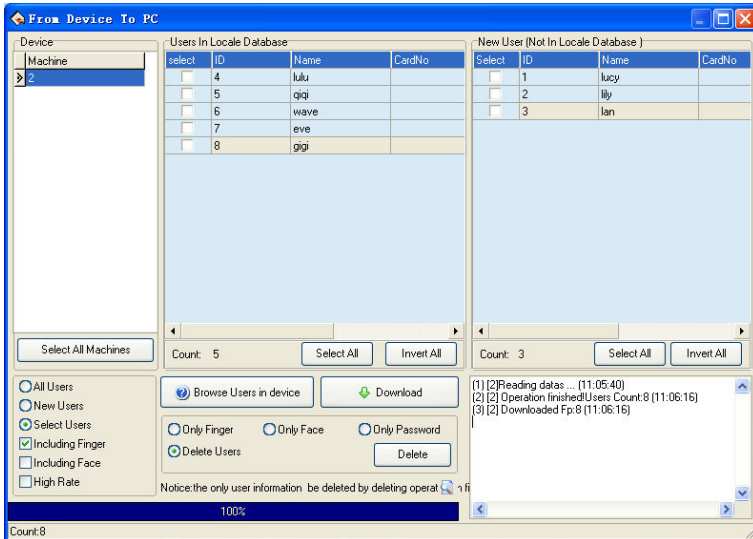 From Device To PC
Device
Machine
2
Select All Machines
Users In Locale Database
select ID Name CardNo
4 lulu
5 qiqi
6 wave
7 eve
8 gigi
Count: 5 Select All Invert All
New User (Not In Locale Database )
Select ID Name CardNo
1 lucy
2 lily
3 lan
Count: 3 Select All Invert All
All Users
New Users
Select Users
Including Finger
Including Face
High Rate
Browse Users in device Download
Only Finger Only Face Only Password
Delete Users Delete
Notice:the only user information be deleted by deleting operat
100%
(1) [2]Reading datas ... (11:05:40)
(2) [2] Operation finished!Users Count:8 (11:06:16)
(3) [2] Downloaded Fp:8 (11:06:16)
Count:8